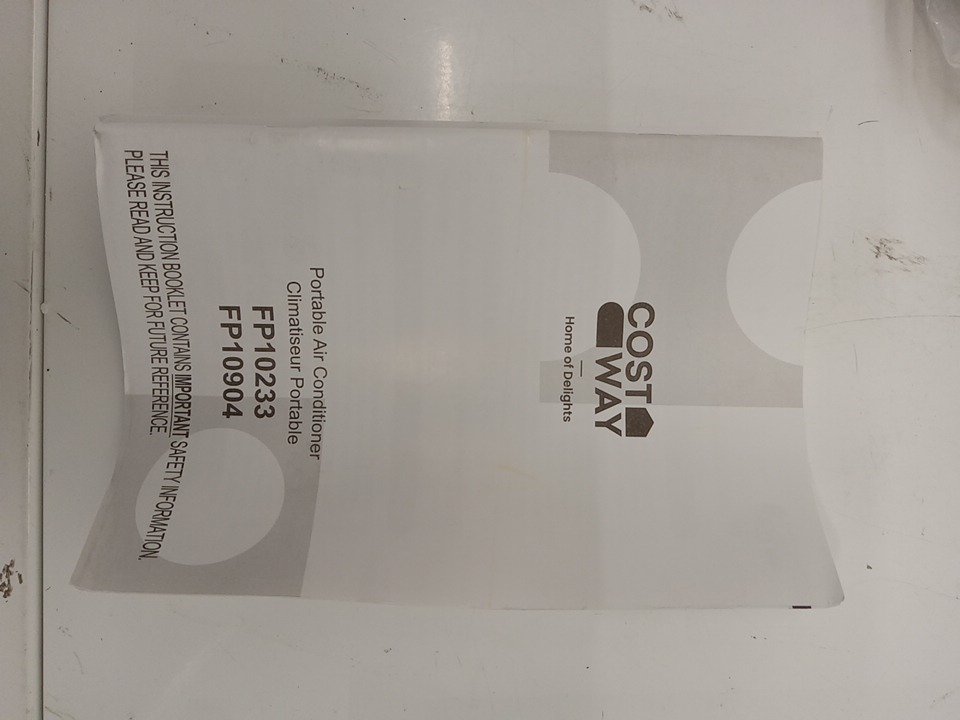 COST
WAY
Home of Delights
Portable Air Conditioner
Climatiseur Portable
FP10233
FP10904
THIS INSTRUCTION BOOKLET CONTAINS IMPORTANT SAFETY INFORMATION.
PLEASE READ AND KEEP FOR FUTURE REFERENCE.